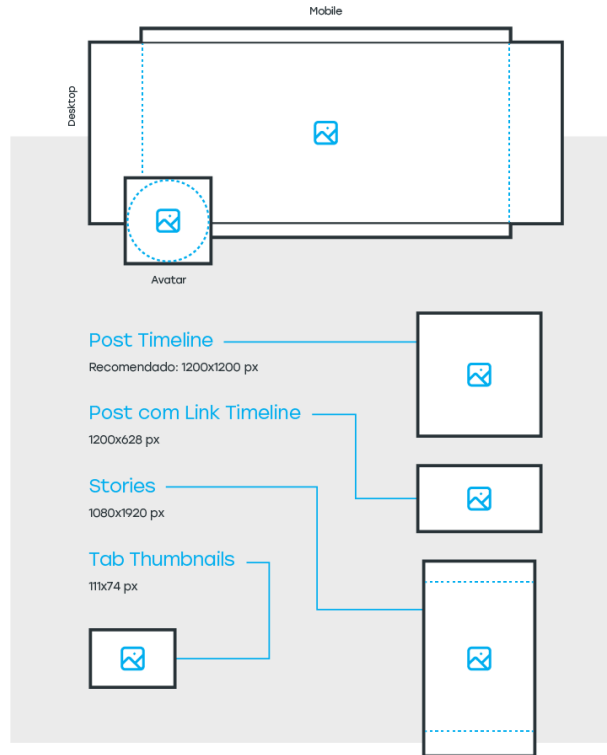 Mobile
Desktop
Avatar
Post Timeline
Recomendado: 1200x1200 px
Post com Link Timeline
1200x628 px
Stories
1080x1920 px
Tab Thumbnails
111x74 px